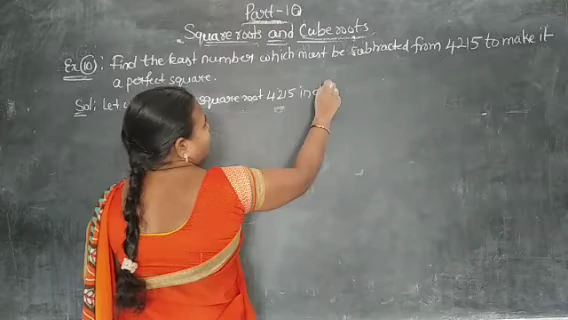 Part-10
Square roots and Cube roots.
Ex(10): Find the least number which must be subtracted from 4215 to make it
a perfect square.
Sol: Let square root 4215 in